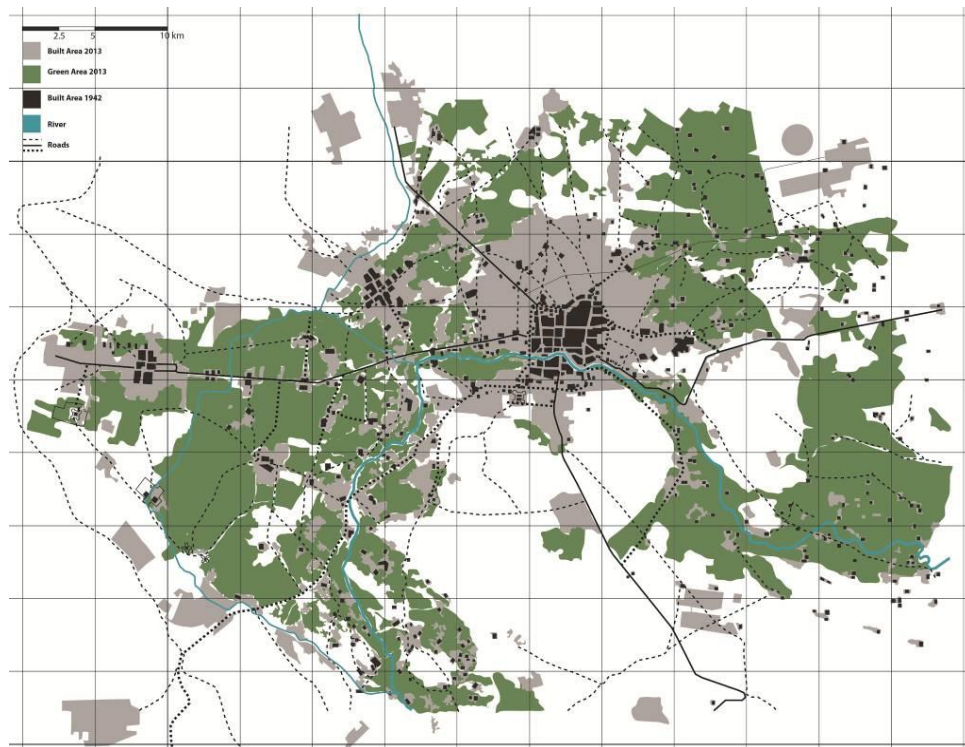 2.5 5 10 km
Built Area 2013
Green Area 2013
Built Area 1942
River
Roads